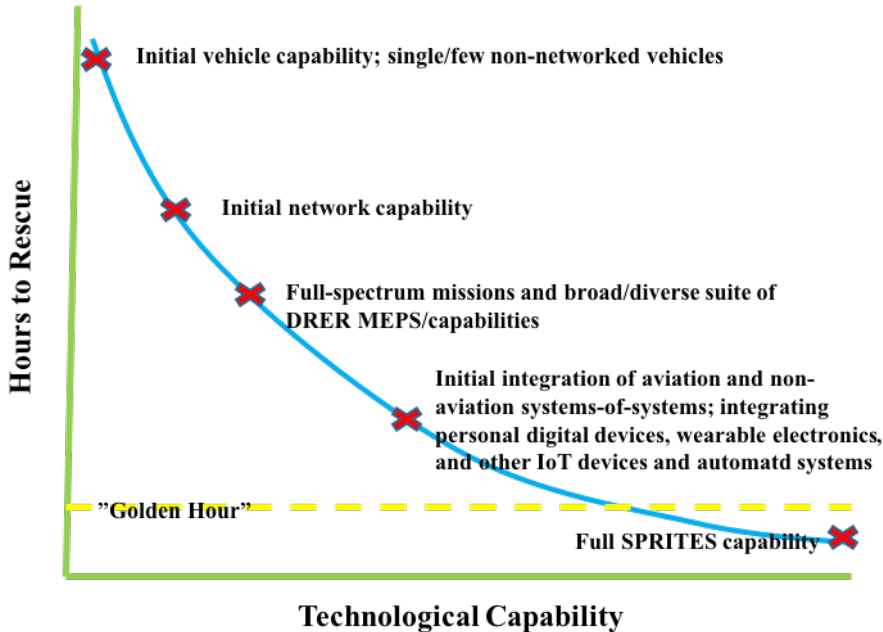 Initial vehicle capability; single/few non-networked vehicles
Initial network capability
Hours to Rescue
Full-spectrum missions and broad/diverse suite of
DRER MEPS/capabilities
Initial integration of aviation and non-
aviation systems-of-systems; integrating
personal digital devices, wearable electronics,
and other IoT devices and automatd systems
”Golden Hour”
Full SPRITES capability
Technological Capability